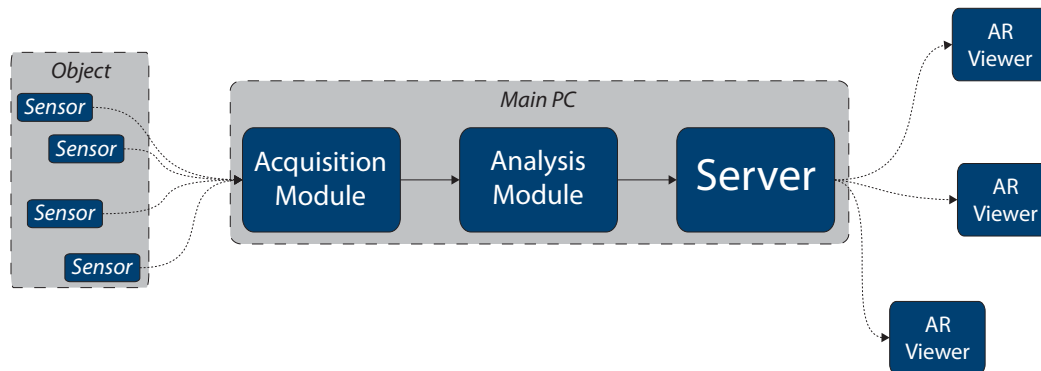 Object
Sensor
Sensor
Sensor
Sensor
Main PC
Acquisition
Module
Analysis
Module
Server
AR
Viewer
AR
Viewer
AR
Viewer